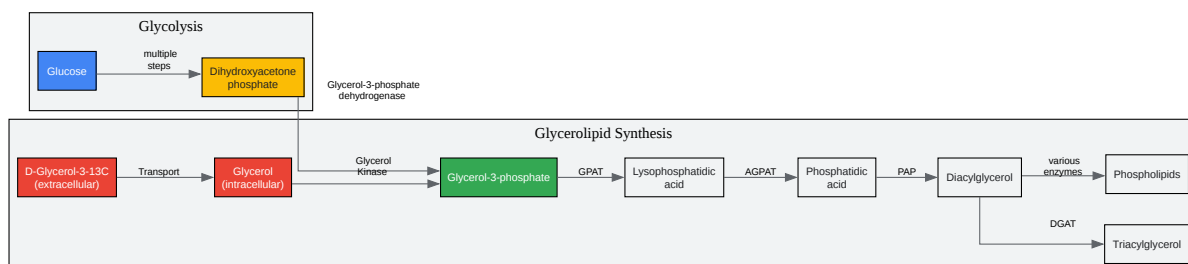 Glycolysis
Glucose
multiple
steps
Dihydroxyacetone
phosphate
Glycerol-3-phosphate
dehydrogenase
Glycerolipid Synthesis
D-Glycerol-3-13C
(extracellular)
Transport
Glycerol
(intracellular)
Glycerol
Kinase
Glycerol-3-phosphate
GPAT
Lysophosphatidic
acid
AGPAT
Phosphatidic
acid
PAP
Diacylglycerol
various
enzymes
Phospholipids
DGAT
Triacylglycerol